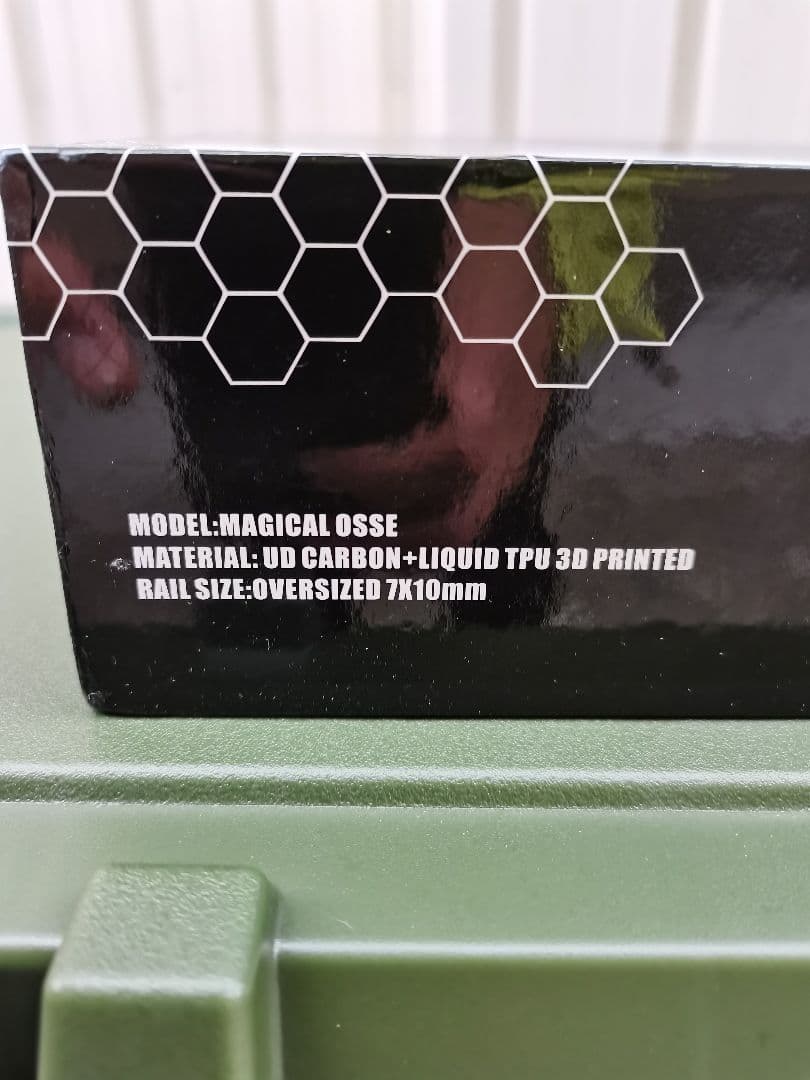 MODEL:MAGICAL OSSE
MATERIAL: UD CARBON+LIQUID TPU 3D PRINTED
RAIL SIZE:OVERSIZED 7X10mm